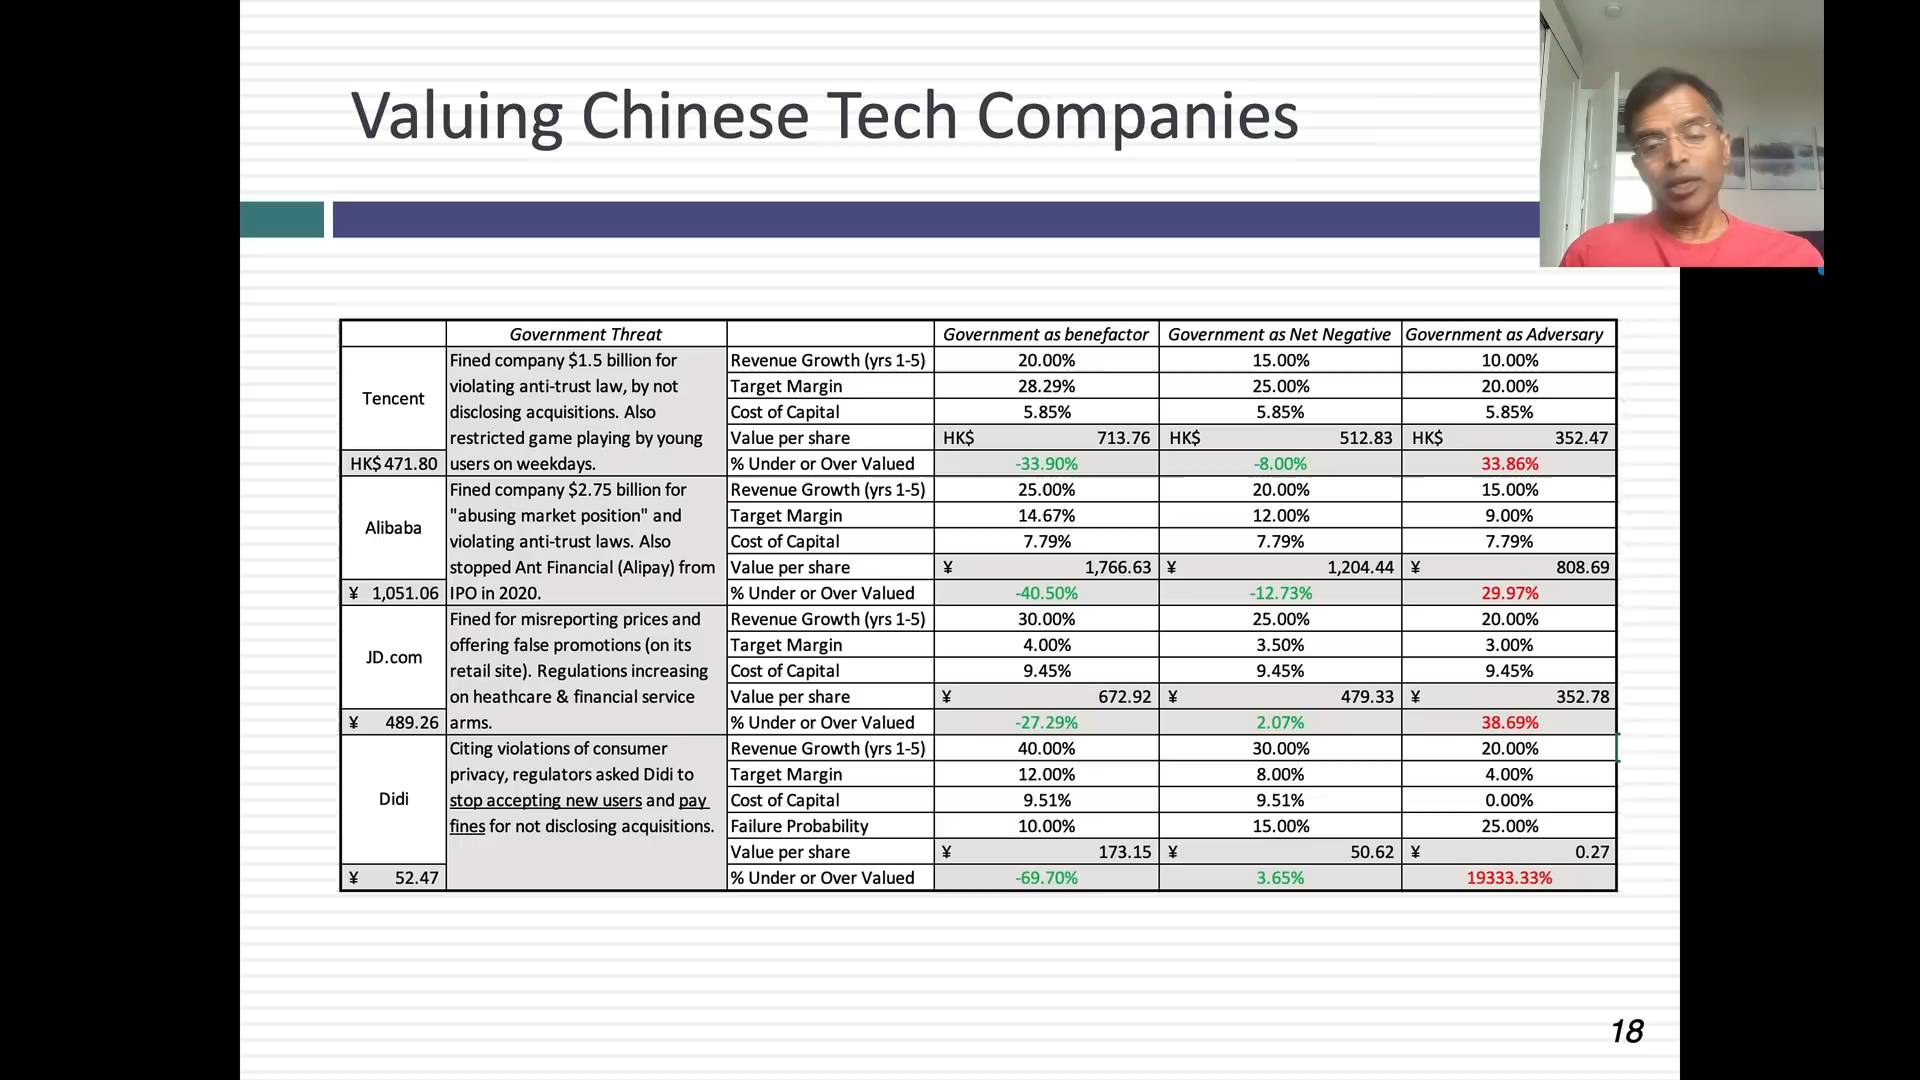 Valuing Chinese Tech Companies
Government Threat Government as benefactor Government as Net Negative Government as Adversary
Tencent
HK$ 471.80
Fined company $1.5 billion for
violating anti-trust law, by not
disclosing acquisitions. Also
restricted game playing by young
users on weekdays.
Revenue Growth (yrs 1-5) 20.00% 15.00% 10.00%
Target Margin 28.29% 25.00% 20.00%
Cost of Capital 5.85% 5.85% 5.85%
Value per share HK$ 713.76 HK$ 512.83 HK$ 352.47
% Under or Over Valued -33.90% -8.00% 33.86%
Alibaba
¥ 1,051.06
Fined company $2.75 billion for
"abusing market position" and
violating anti-trust laws. Also
stopped Ant Financial (Alipay) from
IPO in 2020.
Revenue Growth (yrs 1-5) 25.00% 20.00% 15.00%
Target Margin 14.67% 12.00% 9.00%
Cost of Capital 7.79% 7.79% 7.79%
Value per share ¥ 1,766.63 ¥ 1,204.44 ¥ 808.69
% Under or Over Valued -40.50% -12.73% 29.97%
JD.com
¥ 489.26
Fined for misreporting prices and
offering false promotions (on its
retail site). Regulations increasing
on heathcare & financial service
arms.
Revenue Growth (yrs 1-5) 30.00% 25.00% 20.00%
Target Margin 4.00% 3.50% 3.00%
Cost of Capital 9.45% 9.45% 9.45%
Value per share ¥ 672.92 ¥ 479.33 ¥ 352.78
% Under or Over Valued -27.29% 2.07% 38.69%
Didi
¥ 52.47
Citing violations of consumer
privacy, regulators asked Didi to
stop accepting new users and pay
fines for not disclosing acquisitions.
Revenue Growth (yrs 1-5) 40.00% 30.00% 20.00%
Target Margin 12.00% 8.00% 4.00%
Cost of Capital 9.51% 9.51% 0.00%
Failure Probability 10.00% 15.00% 25.00%
Value per share ¥ 173.15 ¥ 50.62 ¥ 0.27
% Under or Over Valued -69.70% 3.65% 19333.33%
18